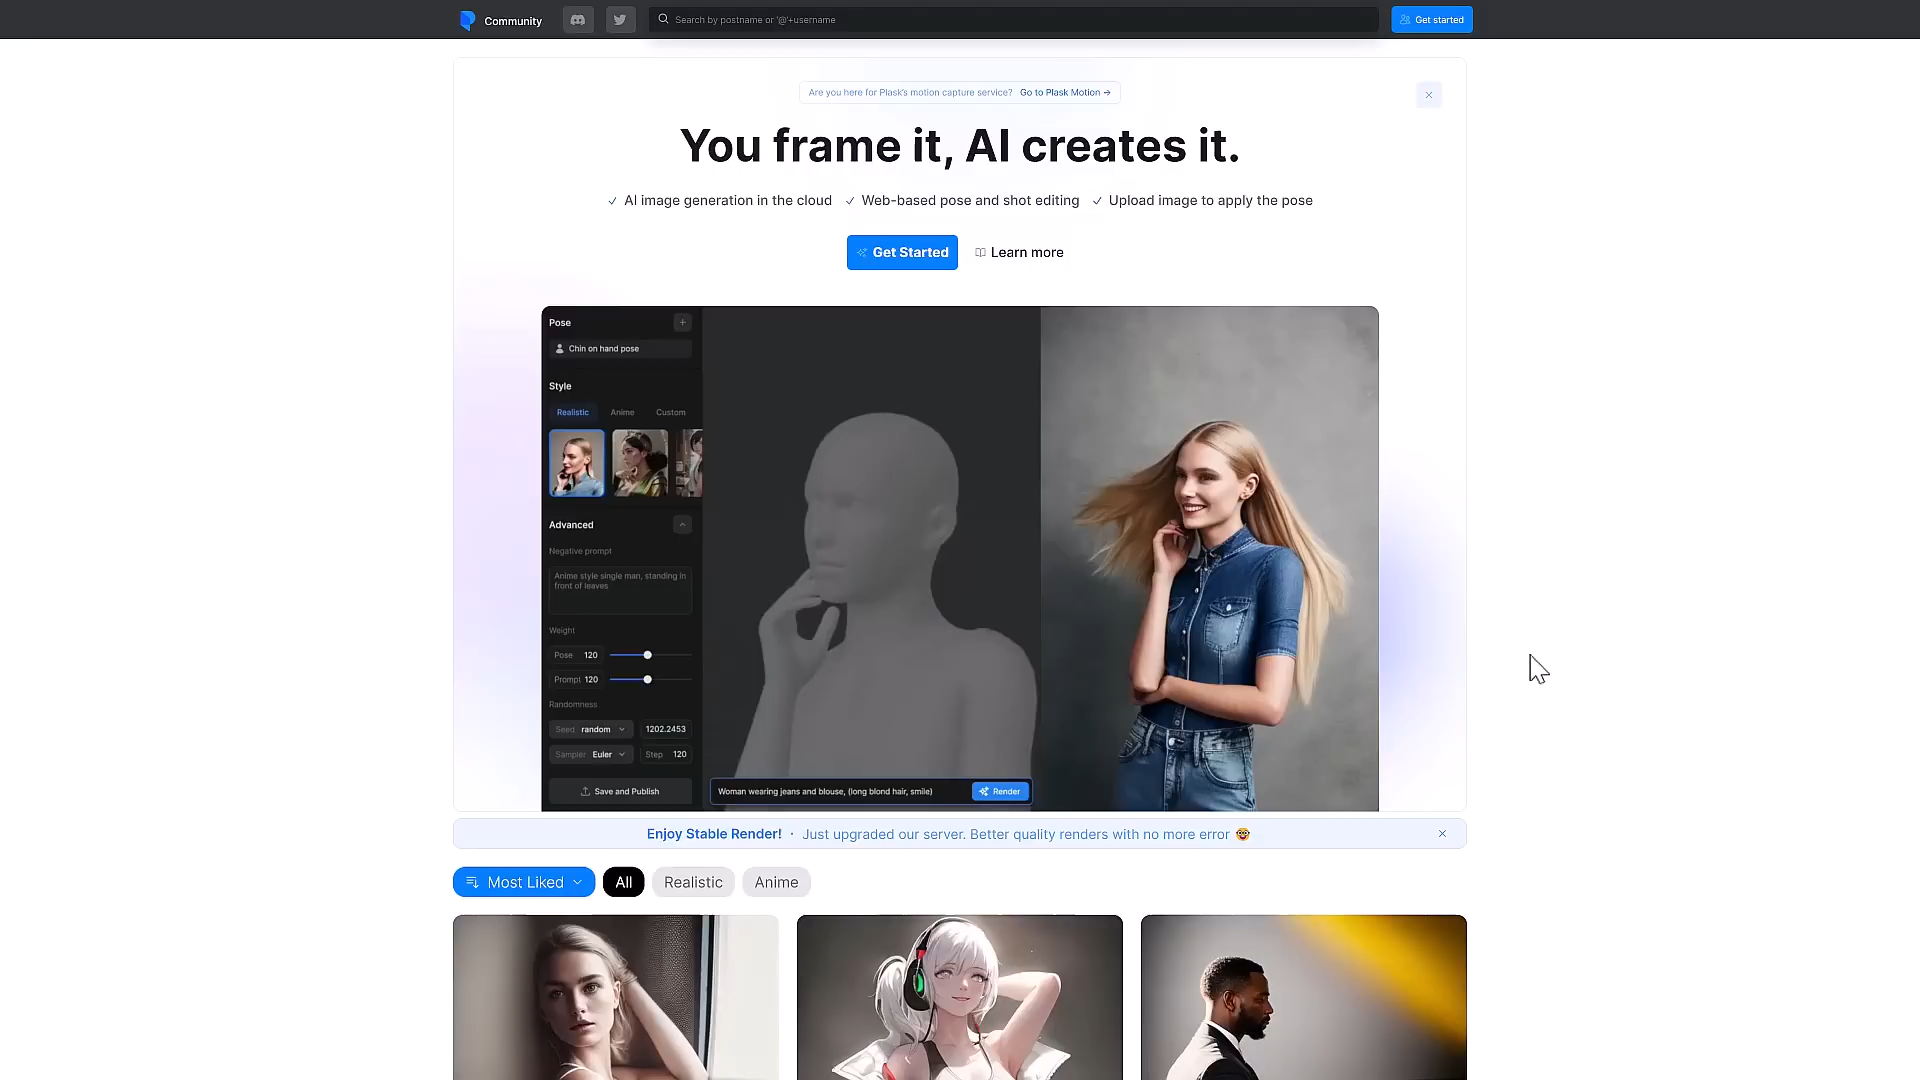 Community
Search by postname or '@'+username
Get started
Are you here for Plask's motion capture service? Go to Plask Motion →
You frame it, AI creates it.
✓ AI image generation in the cloud ✓ Web-based pose and shot editing ✓ Upload image to apply the pose
Get Started
Learn more
Pose
Chin on hand pose
Style
Realistic Anime Custom
Advanced
Negative prompt
Anime style single man, standing in
front of leaves
Weight
Pose 120
Prompt 120
Randomness
Seed random 1202.2453
Sampler Euler Step 120
Save and Publish
Woman wearing jeans and blouse, (long blond hair, smile)
Render
Enjoy Stable Render! · Just upgraded our server. Better quality renders with no more error 🤓
Most Liked All Realistic Anime